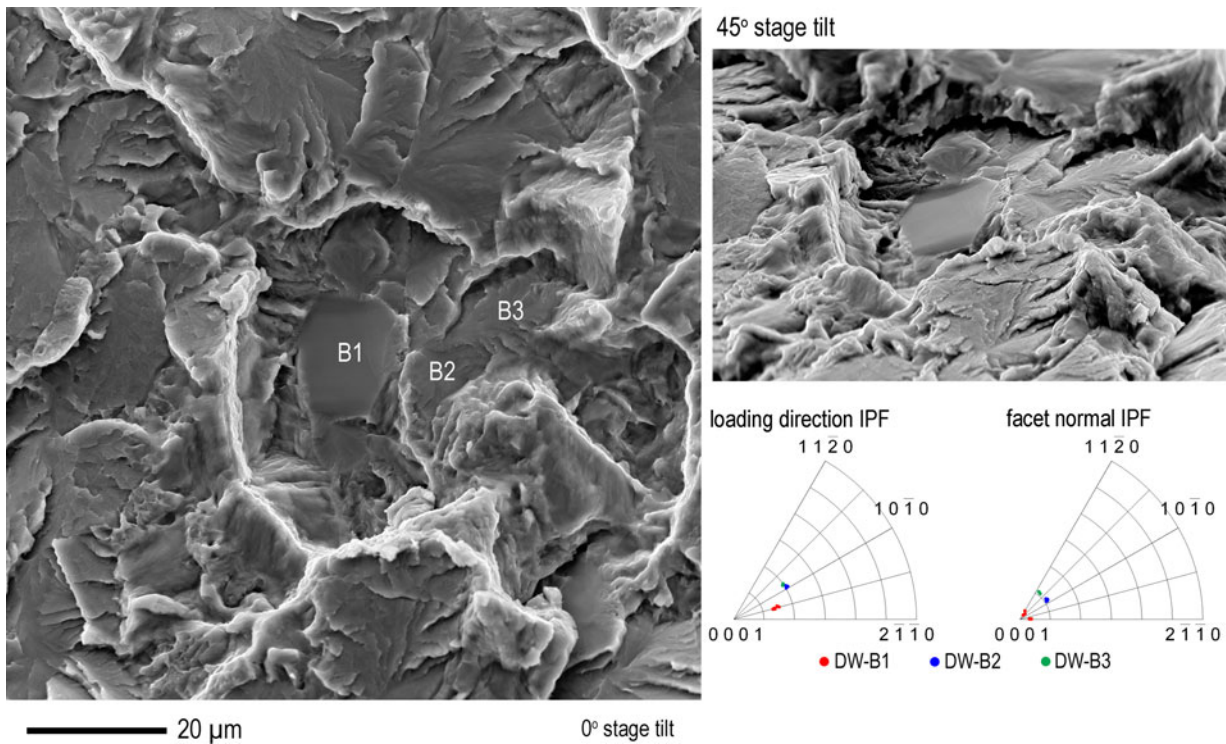 45° stage tilt
B3
B1
B2
loading direction IPF
facet normal IPF
1 1 2̅ 0
1 1 2̅ 0
1 0 1̅ 0
1 0 1̅ 0
0 0 0 1
2 1̅ 1̅ 0
0 0 0 1
2 1̅ 1̅ 0
DW-B1
DW-B2
DW-B3
20 µm
0° stage tilt